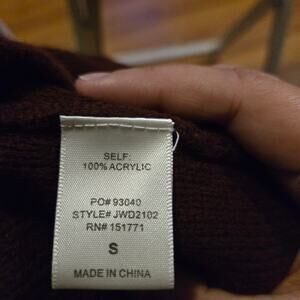 SELF:
100% ACRYLIC
PO# 93040
STYLE# JWD2102
RN# 151771
S
MADE IN CHINA